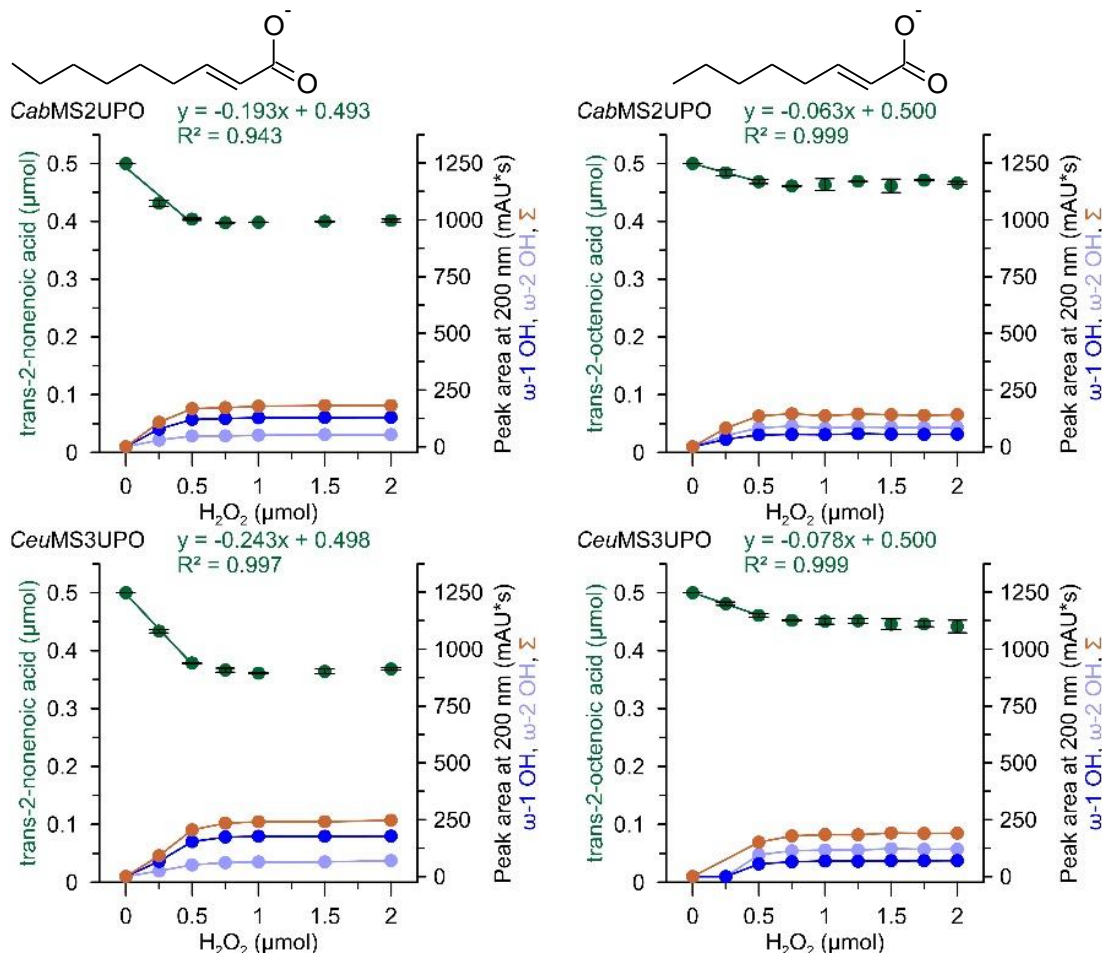 O-
O
O-
O
CabMS2UPO
y = -0.193x + 0.493
R² = 0.943
trans-2-nonenoic acid (µmol)
0.5
0.4
0.3
0.2
0.1
0
1250
1000
750
500
250
0
Peak area at 200 nm (mAU*s)
ω-1 OH, ω-2 OH, Σ
0 0.5 1 1.5 2
H₂O₂ (µmol)
CabMS2UPO
y = -0.063x + 0.500
R² = 0.999
trans-2-octenoic acid (µmol)
0.5
0.4
0.3
0.2
0.1
0
1250
1000
750
500
250
0
Peak area at 200 nm (mAU*s)
ω-1 OH, ω-2 OH, Σ
0 0.5 1 1.5 2
H₂O₂ (µmol)
CeuMS3UPO
y = -0.243x + 0.498
R² = 0.997
trans-2-nonenoic acid (µmol)
0.5
0.4
0.3
0.2
0.1
0
1250
1000
750
500
250
0
Peak area at 200 nm (mAU*s)
ω-1 OH, ω-2 OH, Σ
0 0.5 1 1.5 2
H₂O₂ (µmol)
CeuMS3UPO
y = -0.078x + 0.500
R² = 0.999
trans-2-octenoic acid (µmol)
0.5
0.4
0.3
0.2
0.1
0
1250
1000
750
500
250
0
Peak area at 200 nm (mAU*s)
ω-1 OH, ω-2 OH, Σ
0 0.5 1 1.5 2
H₂O₂ (µmol)